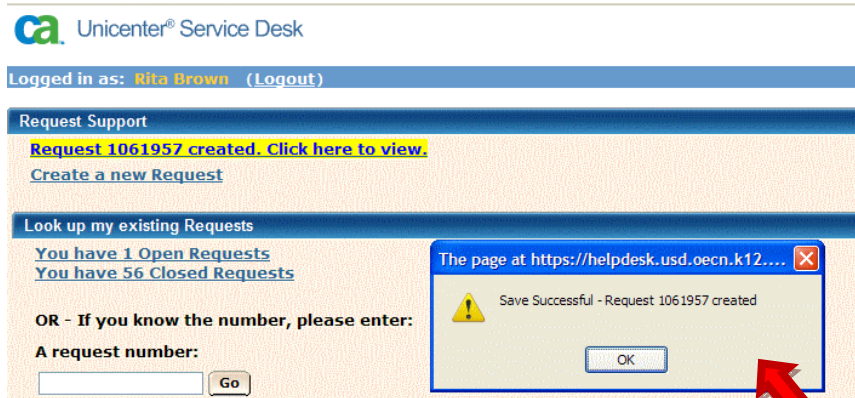 ca. Unicenter® Service Desk
Logged in as: Rita Brown (Logout)
Request Support
Request 1061957 created. Click here to view.
Create a new Request
Look up my existing Requests
You have 1 Open Requests
You have 56 Closed Requests
OR - If you know the number, please enter:
A request number:
Go
The page at https://helpdesk.usd.oecn.k12....
Save Successful - Request 1061957 created
OK